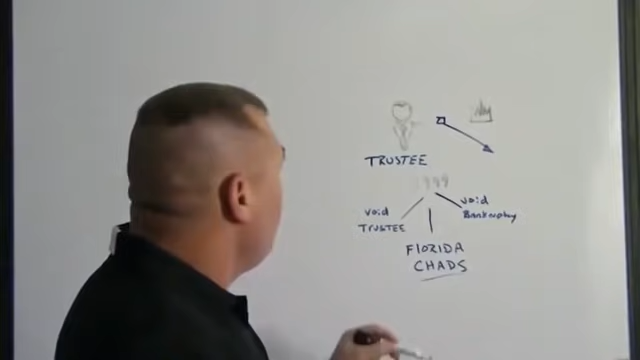 TRUSTEE
void
TRUSTEE
void
Bankruptcy
FLORIDA
CHADS